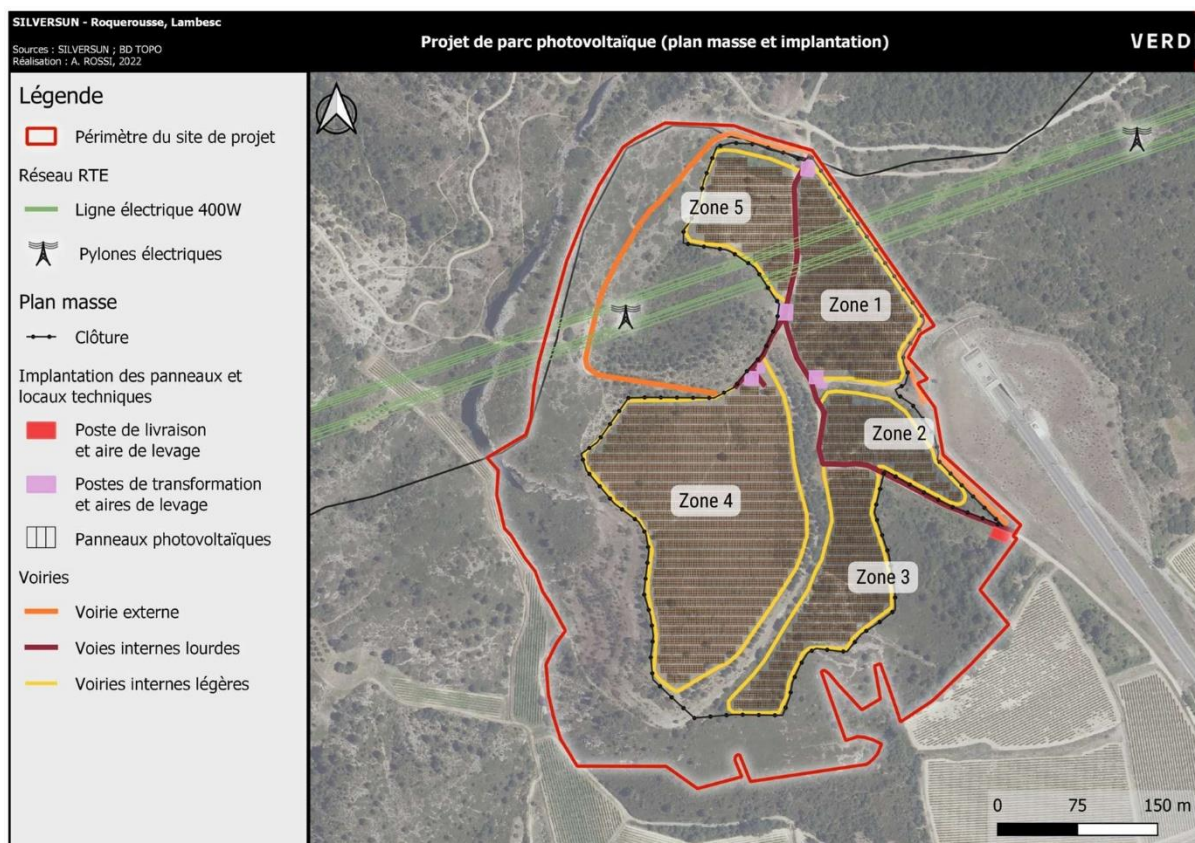 SILVERSUN - Roquerousse, Lambesc
Sources : SILVERSUN ; BD TOPO
Réalisation : A. ROSSI, 2022
Projet de parc photovoltaïque (plan masse et implantation)
VERD
Légende
Périmètre du site de projet
Réseau RTE
Ligne électrique 400W
Pylones électriques
Plan masse
Clôture
Implantation des panneaux et
locaux techniques
Poste de livraison
et aire de levage
Postes de transformation
et aires de levage
Panneaux photovoltaïques
Voiries
Voirie externe
Voies internes lourdes
Voiries internes légères
Zone 5
Zone 1
Zone 2
Zone 4
Zone 3
0 75 150 m